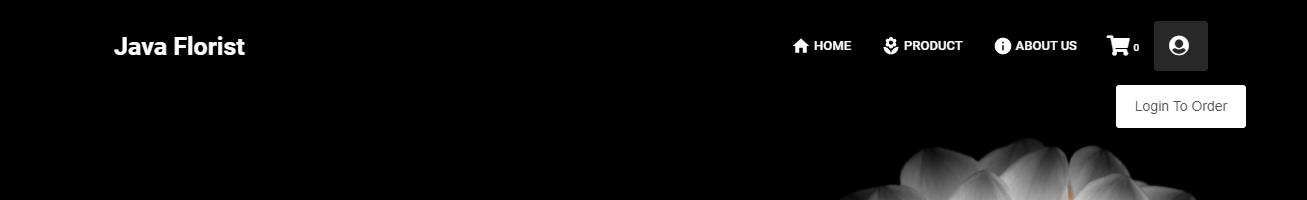 Java Florist
HOME
PRODUCT
ABOUT US
0
Login To Order